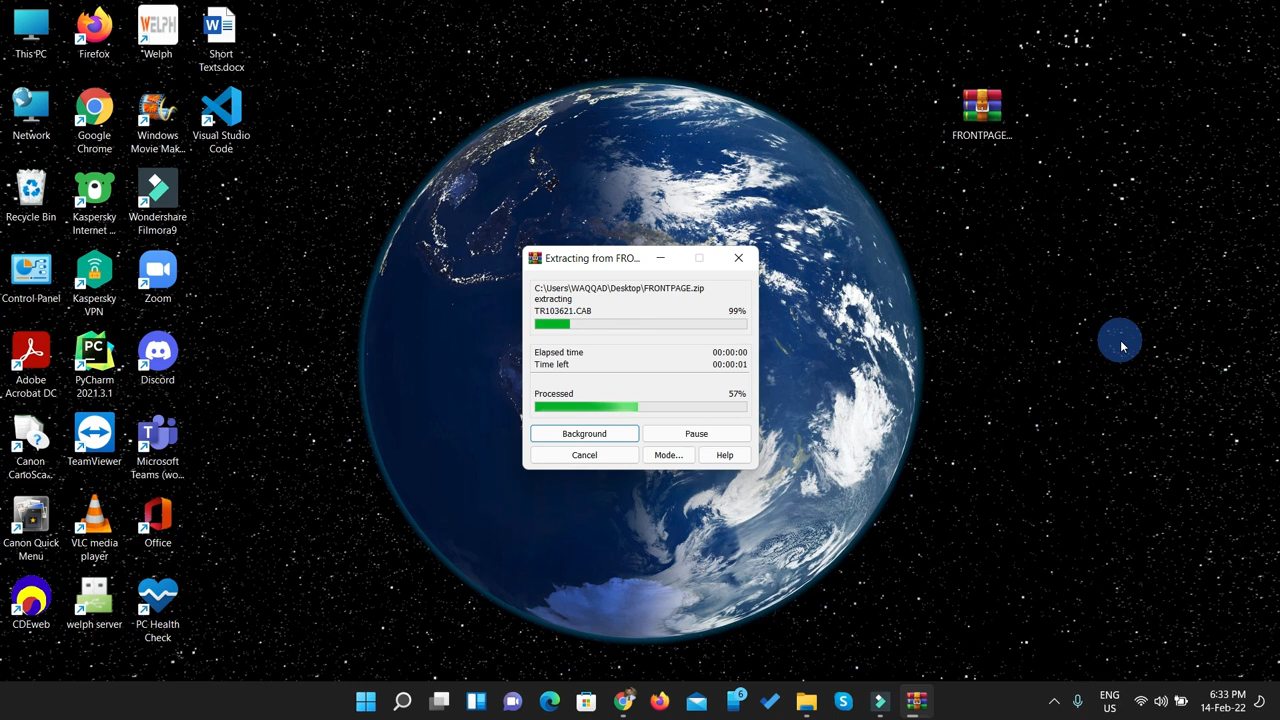 This PC
Firefox
WELPH
Welph
Short
Texts.docx
Network
Google
Chrome
Windows
Movie Mak...
Visual Studio
Code
FRONTPAGE...
Recycle Bin
Kaspersky
Internet ...
Wondershare
Filmora9
Control Panel
Kaspersky
VPN
Zoom
Adobe
Acrobat DC
PC
PyCharm
2021.3.1
Discord
Canon
CanoSca...
TeamViewer
Microsoft
Teams (wo...
Canon Quick
Menu
VLC media
player
Office
CDEweb
welph server
PC Health
Check
Extracting from FRO...
C:\Users\WAQQAD\Desktop\FRONTPAGE.zip
extracting
TR103621.CAB 99%
Elapsed time 00:00:00
Time left 00:00:01
Processed 57%
Background Pause
Cancel Mode... Help
6
ENG
US
6:33 PM
14-Feb-22